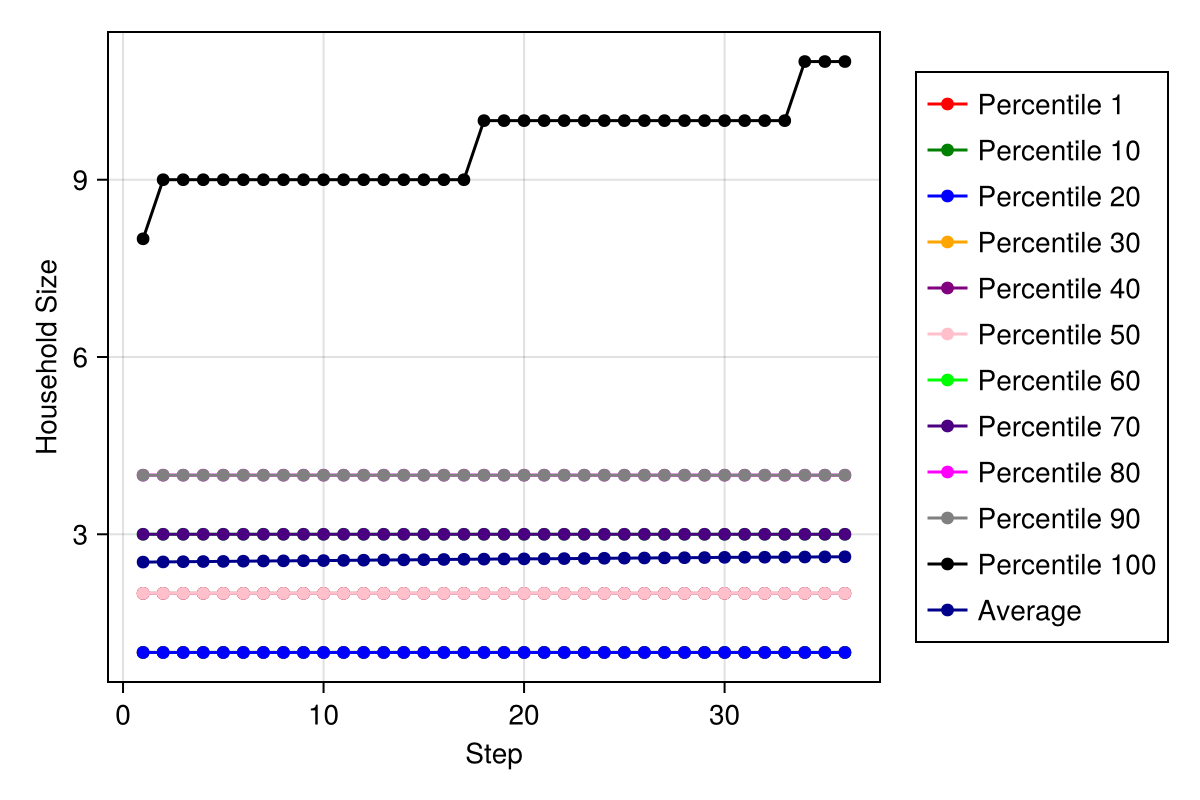 Household Size
9
6
3
0
10
20
30
Step
Percentile 1
Percentile 10
Percentile 20
Percentile 30
Percentile 40
Percentile 50
Percentile 60
Percentile 70
Percentile 80
Percentile 90
Percentile 100
Average